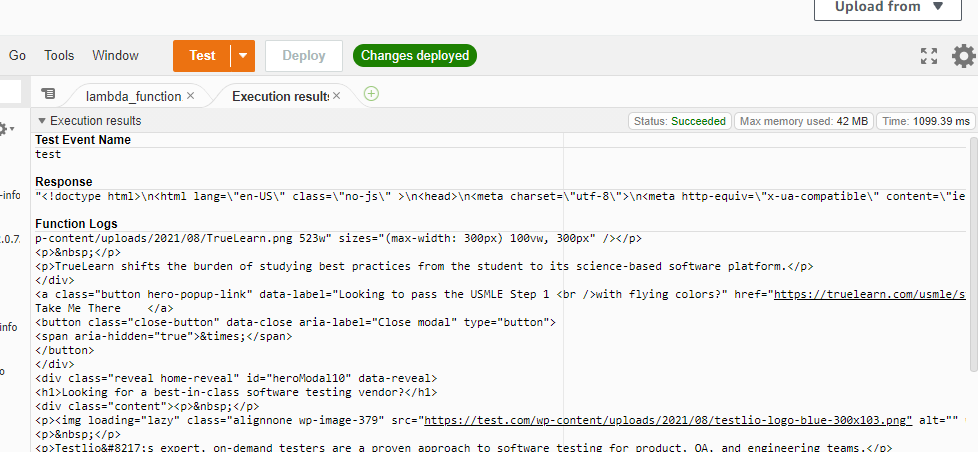 Upload from
Go Tools Window Test Deploy Changes deployed
lambda_function Execution results
Execution results Status: Succeeded Max memory used: 42 MB Time: 1099.39 ms
Test Event Name
test
-info
Response
"<!doctype html>\n<html lang=\"en-US\" class=\"no-js\" >\n<head>\n<meta charset=\"utf-8\">\n<meta http-equiv=\"x-ua-compatible\" content=\"ie
Function Logs
.0.7.
p-content/uploads/2021/08/TrueLearn.png 523w" sizes="(max-width: 300px) 100vw, 300px" /></p>
<p>&nbsp;</p>
<p>TrueLearn shifts the burden of studying best practices from the student to its science-based software platform.</p>
</div>
<a class="button hero-popup-link" data-label="Looking to pass the USMLE Step 1 <br />with flying colors?" href="https://truelearn.com/usmle/s
Take Me There </a>
<button class="close-button" data-close aria-label="Close modal" type="button">
info
<span aria-hidden="true">&times;</span>
</button>
</div>
<div class="reveal home-reveal" id="heroModal10" data-reveal>
<h1>Looking for a best-in-class software testing vendor?</h1>
<div class="content"><p>&nbsp;</p>
<p><img loading="lazy" class="alignnone wp-image-379" src="https://test.com/wp-content/uploads/2021/08/testlio-logo-blue-300x103.png" alt=""
<p>&nbsp;</p>
<p>Testlio&#8217;s expert, on-demand testers are a proven approach to software testing for product, QA, and engineering teams.</p>